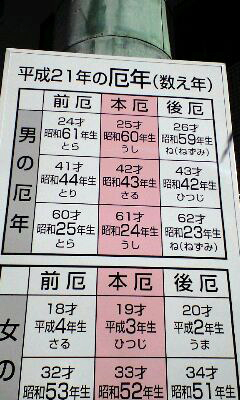 平成21年の厄年(数え年)
前厄 本厄 後厄
男の厄年
24才 25才 26才
昭和61年生 昭和60年生 昭和59年生
とら うし ね(ねずみ)
41才 42才 43才
昭和44年生 昭和43年生 昭和42年生
とり さる ひつじ
60才 61才 62才
昭和25年生 昭和24年生 昭和23年生
とら うし ね(ねずみ)
前厄 本厄 後厄
女の
18才 19才 20才
平成4年生 平成3年生 平成2年生
さる ひつじ うま
32才 33才 34才
昭和53年生 昭和52年生 昭和51年生